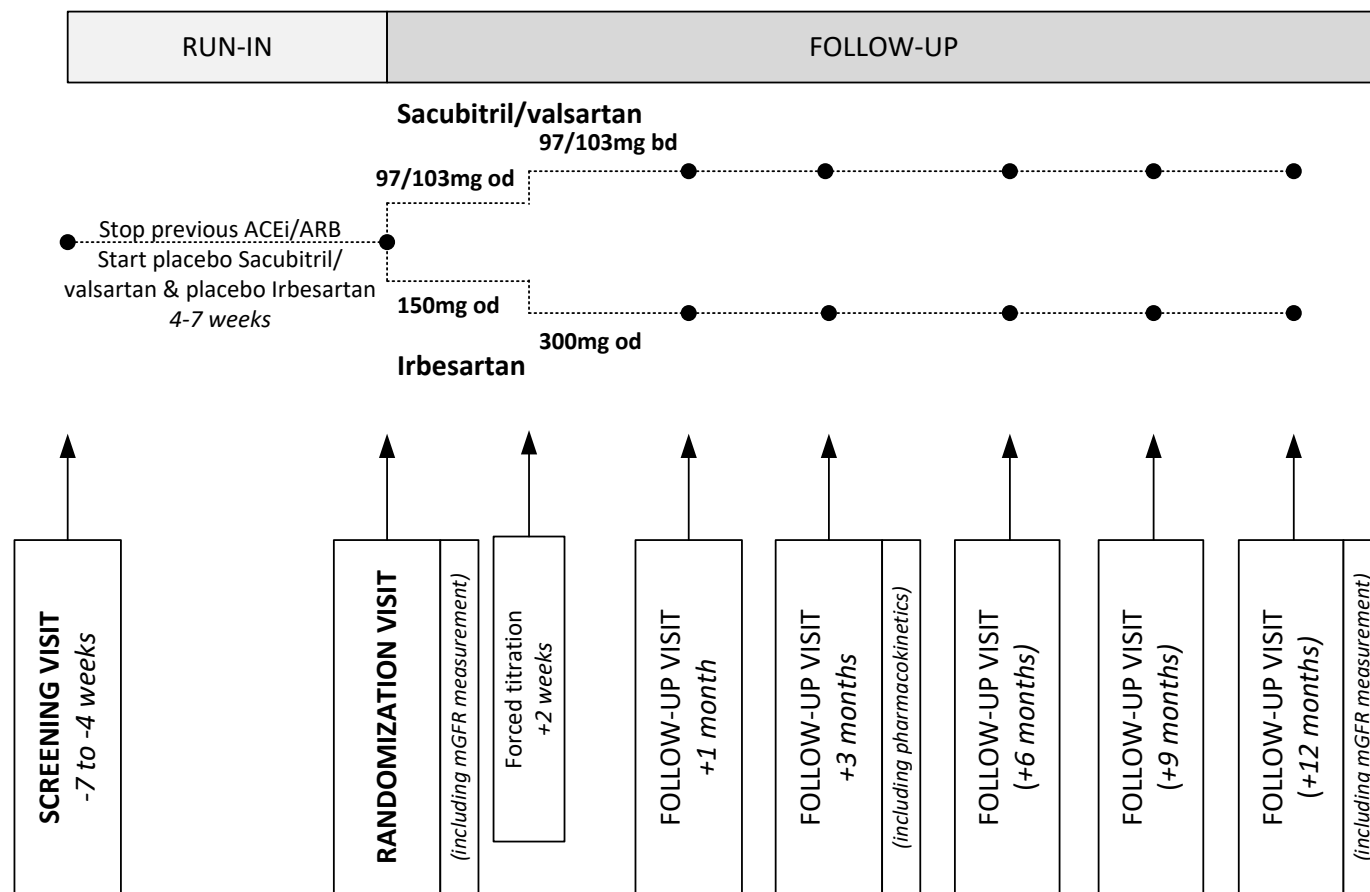 RUN-IN
FOLLOW-UP
Sacubitril/valsartan
97/103mg bd
97/103mg od
Stop previous ACEi/ARB
Start placebo Sacubitril/
valsartan & placebo Irbesartan
4-7 weeks
150mg od
300mg od
Irbesartan
SCREENING VISIT
-7 to -4 weeks
RANDOMIZATION VISIT
(including mGFR measurement)
Forced titration
+2 weeks
FOLLOW-UP VISIT
+1 month
FOLLOW-UP VISIT
+3 months
(including pharmacokinetics)
FOLLOW-UP VISIT
(+6 months)
FOLLOW-UP VISIT
(+9 months)
FOLLOW-UP VISIT
(+12 months)
(including mGFR measurement)